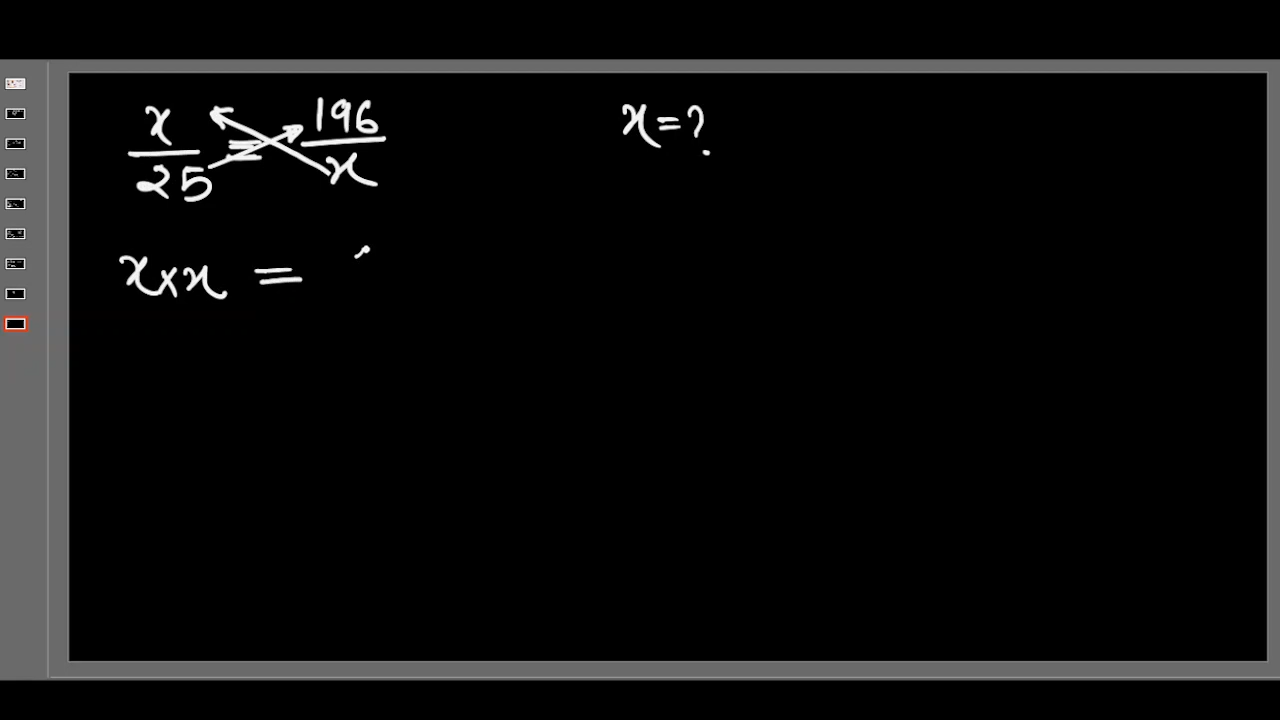 x/25 = 196/x
x = ?
x × x =